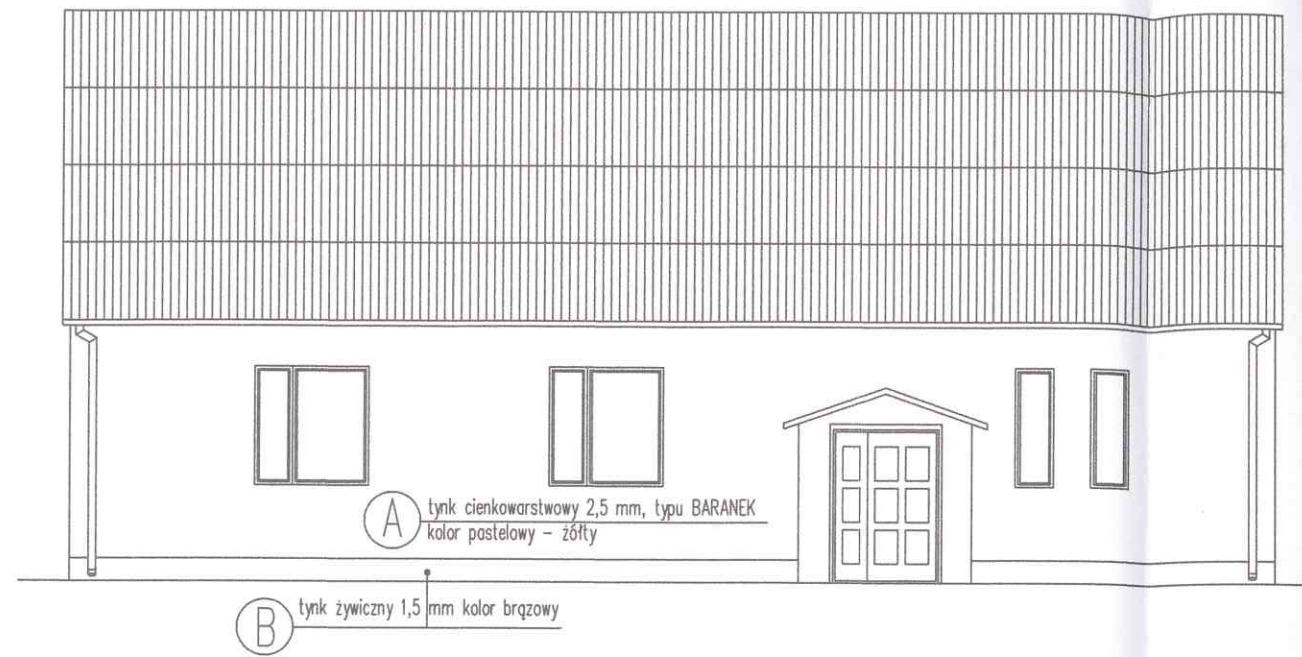 A
tynk cienkowarstwowy 2,5 mm, typu BARANEK
kolor pastelowy - żółty
B
tynk żywiczny 1,5 mm kolor brązowy